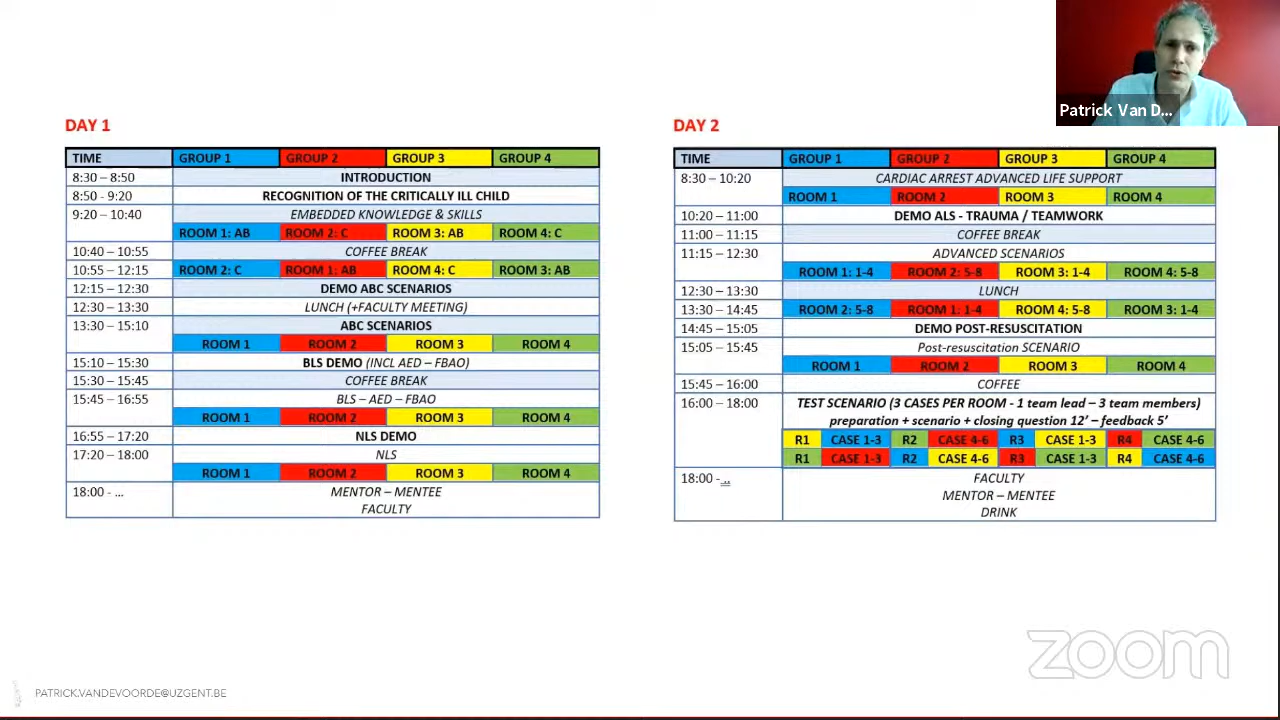 Patrick Van D...
DAY 1
TIME GROUP 1 GROUP 2 GROUP 3 GROUP 4
8:30 – 8:50 INTRODUCTION
8:50 - 9:20 RECOGNITION OF THE CRITICALLY ILL CHILD
9:20 – 10:40 EMBEDDED KNOWLEDGE & SKILLS
ROOM 1: AB ROOM 2: C ROOM 3: AB ROOM 4: C
10:40 – 10:55 COFFEE BREAK
10:55 – 12:15 ROOM 2: C ROOM 1: AB ROOM 4: C ROOM 3: AB
12:15 – 12:30 DEMO ABC SCENARIOS
12:30 – 13:30 LUNCH (+FACULTY MEETING)
13:30 – 15:10 ABC SCENARIOS
ROOM 1 ROOM 2 ROOM 3 ROOM 4
15:10 – 15:30 BLS DEMO (INCL AED – FBAO)
15:30 – 15:45 COFFEE BREAK
15:45 – 16:55 BLS – AED – FBAO
ROOM 1 ROOM 2 ROOM 3 ROOM 4
16:55 – 17:20 NLS DEMO
17:20 – 18:00 NLS
ROOM 1 ROOM 2 ROOM 3 ROOM 4
18:00 - ... MENTOR – MENTEE
FACULTY
DAY 2
TIME GROUP 1 GROUP 2 GROUP 3 GROUP 4
8:30 – 10:20 CARDIAC ARREST ADVANCED LIFE SUPPORT
ROOM 1 ROOM 2 ROOM 3 ROOM 4
10:20 – 11:00 DEMO ALS - TRAUMA / TEAMWORK
11:00 – 11:15 COFFEE BREAK
11:15 – 12:30 ADVANCED SCENARIOS
ROOM 1: 1-4 ROOM 2: 5-8 ROOM 3: 1-4 ROOM 4: 5-8
12:30 – 13:30 LUNCH
13:30 – 14:45 ROOM 2: 5-8 ROOM 1: 1-4 ROOM 4: 5-8 ROOM 3: 1-4
14:45 – 15:05 DEMO POST-RESUSCITATION
15:05 – 15:45 Post-resuscitation SCENARIO
ROOM 1 ROOM 2 ROOM 3 ROOM 4
15:45 – 16:00 COFFEE
16:00 – 18:00 TEST SCENARIO (3 CASES PER ROOM - 1 team lead – 3 team members)
preparation + scenario + closing question 12’ – feedback 5’
R1 CASE 1-3 R2 CASE 4-6 R3 CASE 1-3 R4 CASE 4-6
R1 CASE 1-3 R2 CASE 4-6 R3 CASE 1-3 R4 CASE 4-6
18:00 - .. FACULTY
MENTOR – MENTEE
DRINK
zoom
PATRICK.VANDEVOORDE@UZGENT.BE